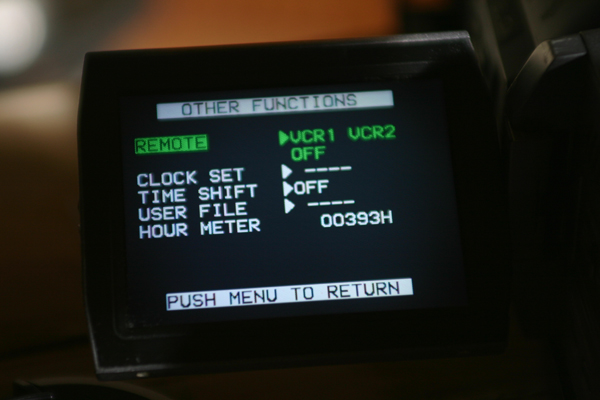 OTHER FUNCTIONS
REMOTE ▶VCR1 VCR2
OFF
CLOCK SET ▶ ----
TIME SHIFT ▶OFF
USER FILE ▶ ----
HOUR METER 00393H
PUSH MENU TO RETURN